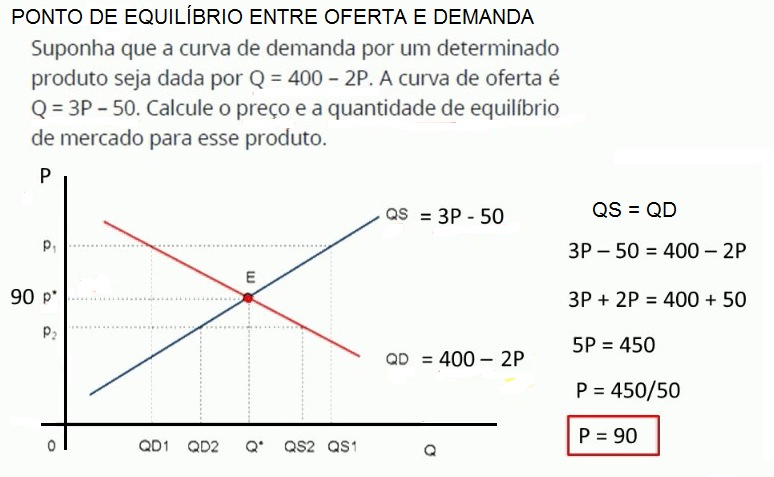 PONTO DE EQUILÍBRIO ENTRE OFERTA E DEMANDA
Suponha que a curva de demanda por um determinado
produto seja dada por Q = 400 – 2P. A curva de oferta é
Q = 3P – 50. Calcule o preço e a quantidade de equilíbrio
de mercado para esse produto.
P
QS = 3P - 50
P₁
E
90 p*
P₂
QD = 400 – 2P
0 QD1 QD2 Q* QS2 QS1 Q
QS = QD
3P – 50 = 400 – 2P
3P + 2P = 400 + 50
5P = 450
P = 450/50
P = 90